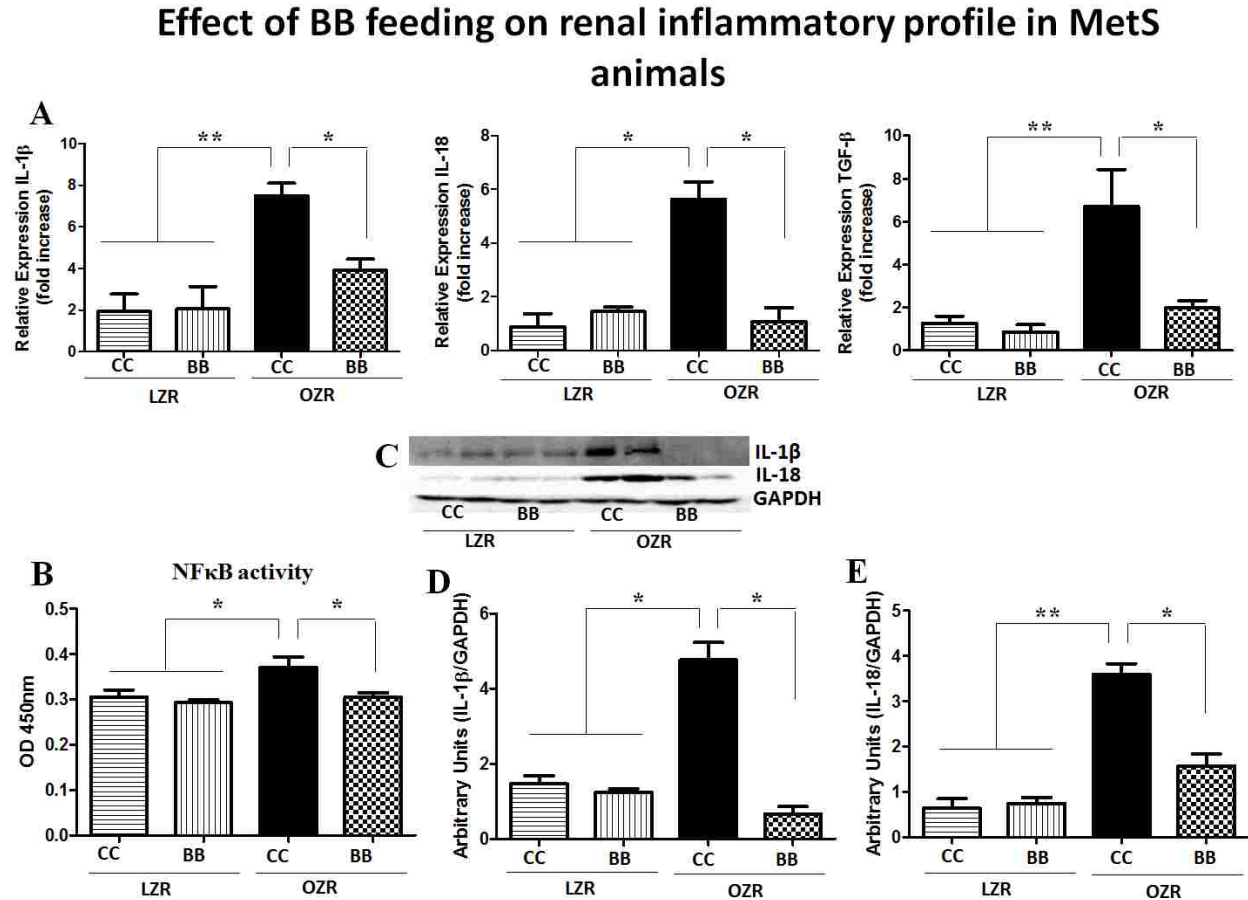 Effect of BB feeding on renal inflammatory profile in MetS
animals
A
Relative Expression IL-1β
(fold increase)
10
8
6
4
2
0
**
*
CC
BB
CC
BB
LZR
OZR
Relative Expression IL-18
(fold increase)
8
6
4
2
0
*
*
CC
BB
CC
BB
LZR
OZR
Relative Expression TGF-β
(fold increase)
10
8
6
4
2
0
**
*
CC
BB
CC
BB
LZR
OZR
C
IL-1β
IL-18
GAPDH
CC
BB
CC
BB
LZR
OZR
B
NFκB activity
OD 450nm
0.5
0.4
0.3
0.2
0.1
0.0
*
*
CC
BB
CC
BB
LZR
OZR
D
Arbitrary Units (IL-1β/GAPDH)
6
4
2
0
*
*
CC
BB
CC
BB
LZR
OZR
E
Arbitrary Units (IL-18/GAPDH)
5
4
3
2
1
0
**
*
CC
BB
CC
BB
LZR
OZR